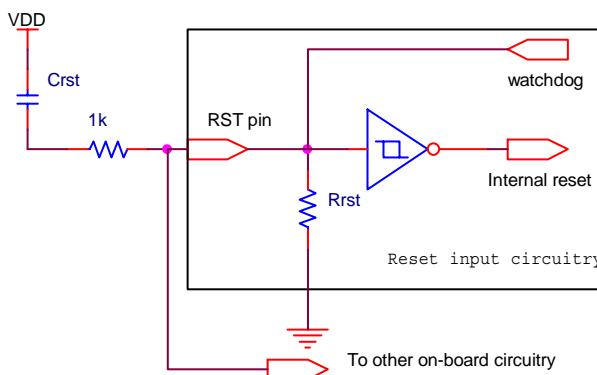 VDD
Crst
watchdog
1k
RST pin
Internal reset
Rrst
Reset input circuitry
To other on-board circuitry